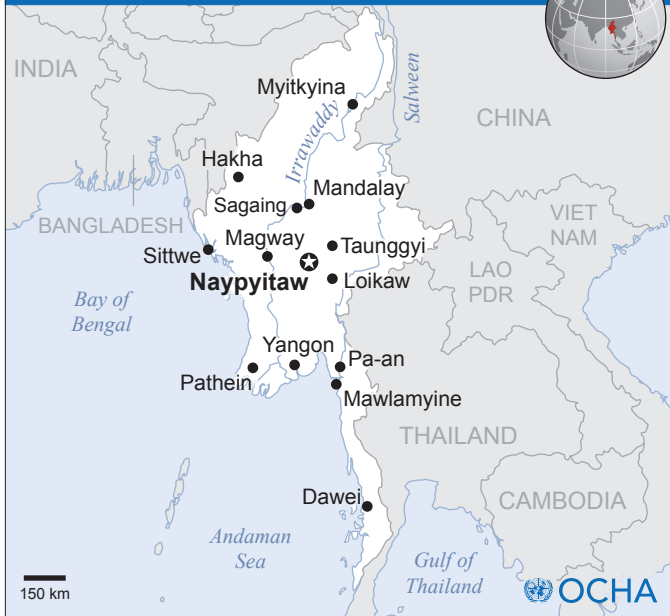 INDIA
Myitkyina
Salween
CHINA
Irrawaddy
Hakha
Mandalay
Sagaing
BANGLADESH
VIET
NAM
Magway
Taunggyi
Sittwe
LAO
PDR
Naypyitaw
Loikaw
Bay of
Bengal
Yangon
Pa-an
Pathein
Mawlamyine
THAILAND
Dawei
CAMBODIA
Andaman
Sea
Gulf of
Thailand
150 km
OCHA